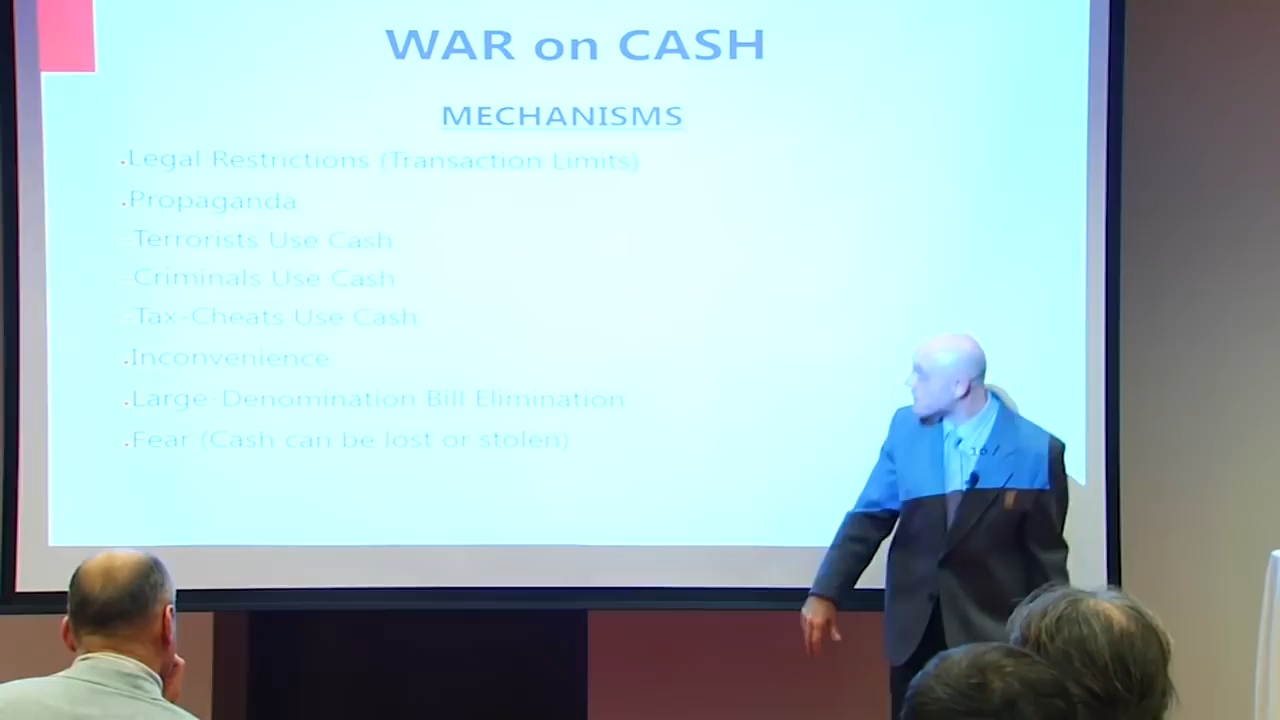 WAR on CASH
MECHANISMS
.Legal Restrictions (Transaction Limits)
.Propaganda
-Terrorists Use Cash
-Criminals Use Cash
-Tax-Cheats Use Cash
.Inconvenience
.Large-Denomination Bill Elimination
.Fear (Cash can be lost or stolen)